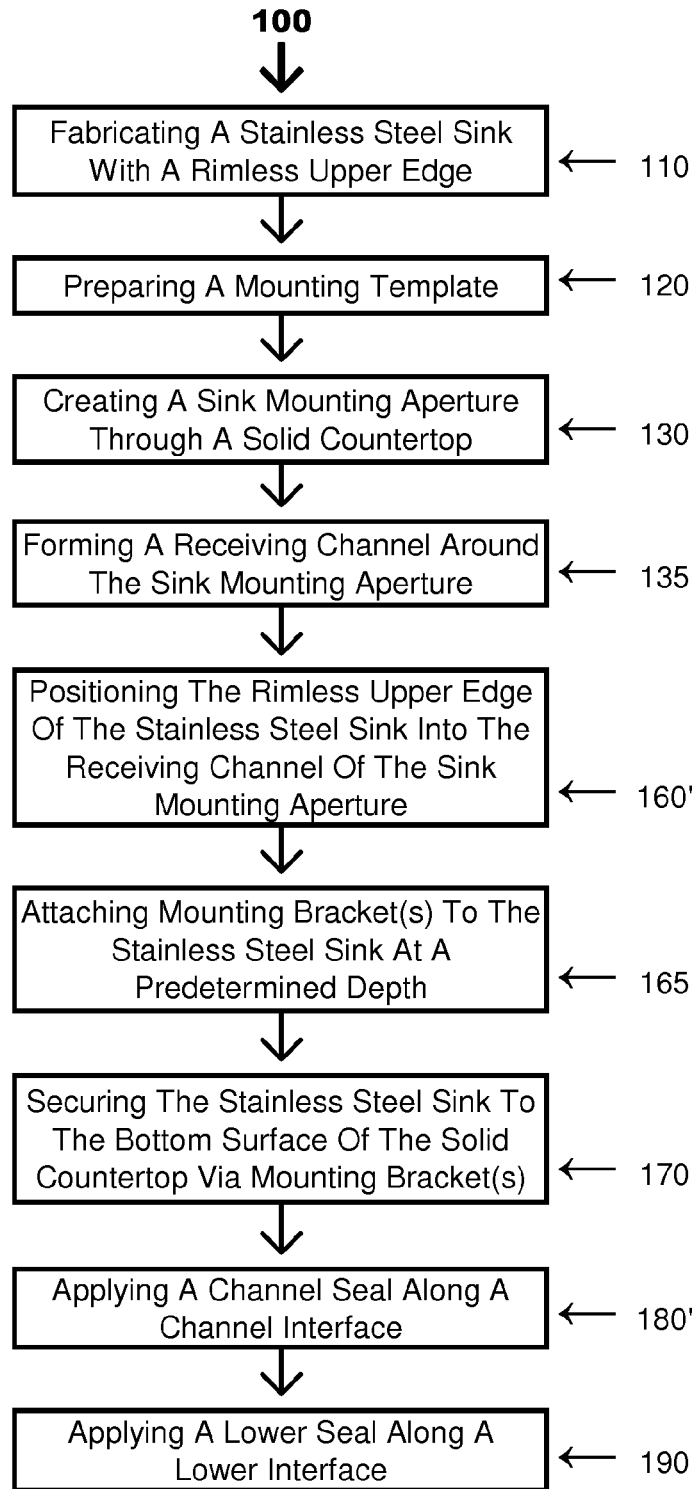 100
Fabricating A Stainless Steel Sink
With A Rimless Upper Edge
110
Preparing A Mounting Template
120
Creating A Sink Mounting Aperture
Through A Solid Countertop
130
Forming A Receiving Channel Around
The Sink Mounting Aperture
135
Positioning The Rimless Upper Edge
Of The Stainless Steel Sink Into The
Receiving Channel Of The Sink
Mounting Aperture
160'
Attaching Mounting Bracket(s) To The
Stainless Steel Sink At A
Predetermined Depth
165
Securing The Stainless Steel Sink To
The Bottom Surface Of The Solid
Countertop Via Mounting Bracket(s)
170
Applying A Channel Seal Along A
Channel Interface
180'
Applying A Lower Seal Along A
Lower Interface
190